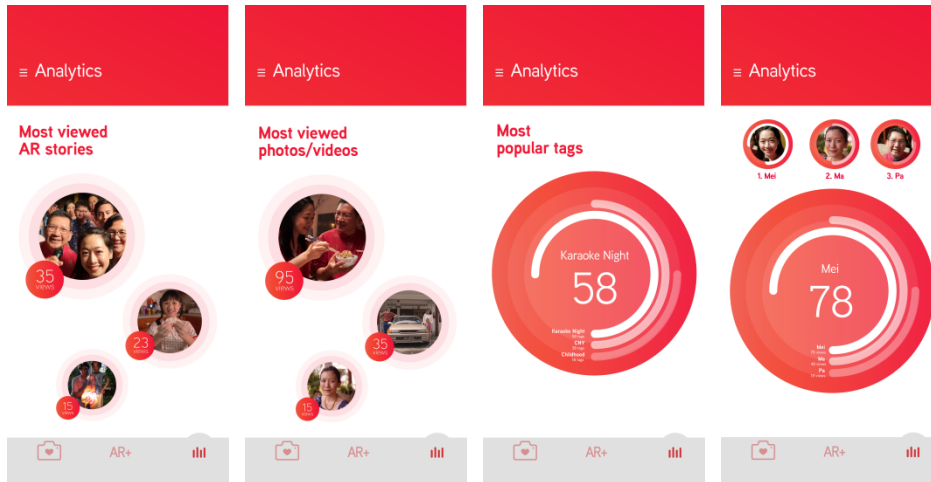 ≡ Analytics
Most viewed
AR stories
35
views
23
views
15
views
AR+
≡ Analytics
Most viewed
photos/videos
95
views
35
views
15
views
AR+
≡ Analytics
Most
popular tags
Karaoke Night
58
Karaoke Night
CNY
Childhood
AR+
≡ Analytics
1. Mei
2. Ma
3. Pa
Mei
78
Mei
Ma
Pa
AR+